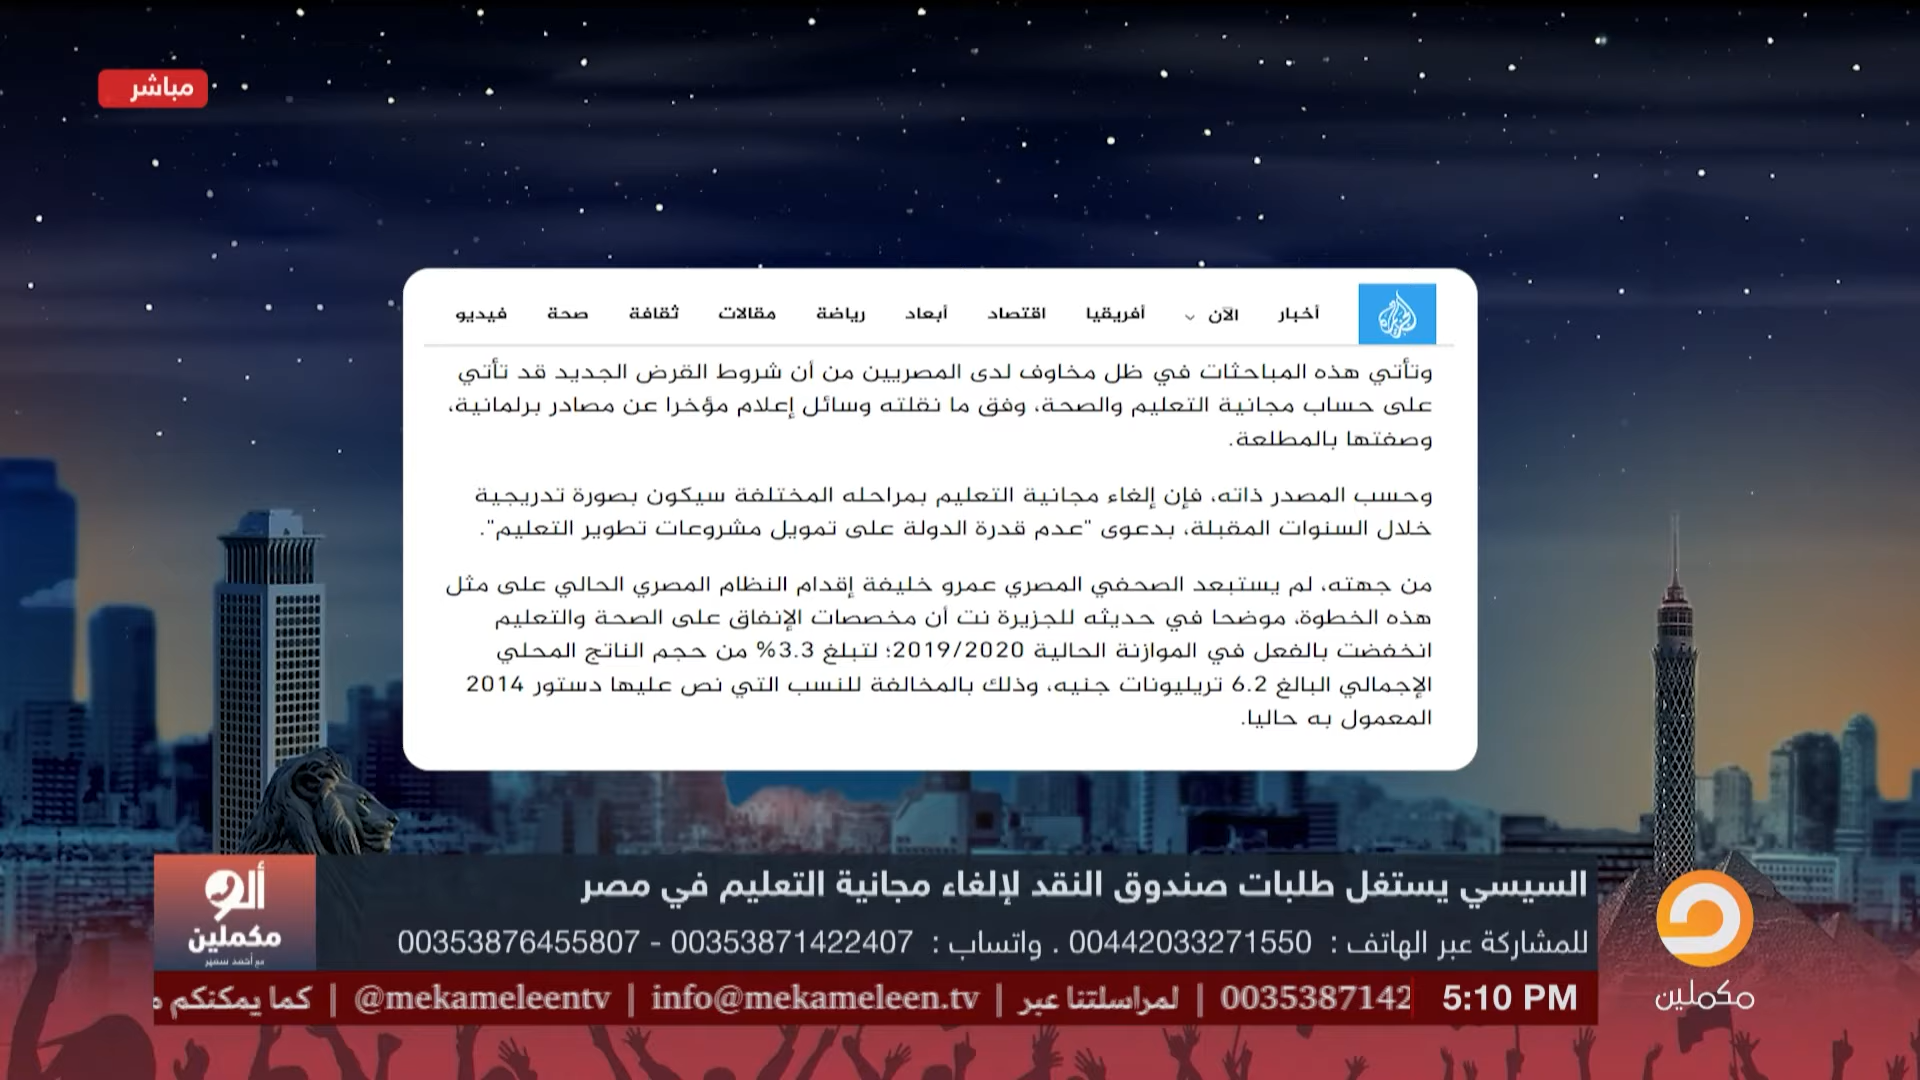 مباشر
أخبار
الآن
أفريقيا
اقتصاد
أبعاد
رياضة
مقالات
ثقافة
صحة
فيديو
وتأتي هذه المباحثات في ظل مخاوف لدى المصريين من أن شروط القرض الجديد قد تأتي
على حساب مجانية التعليم والصحة، وفق ما نقلته وسائل إعلام مؤخرا عن مصادر برلمانية،
وصفتها بالمطلعة.
وحسب المصدر ذاته، فإن إلغاء مجانية التعليم بمراحله المختلفة سيكون بصورة تدريجية
خلال السنوات المقبلة، بدعوى "عدم قدرة الدولة على تمويل مشروعات تطوير التعليم".
من جهته، لم يستبعد الصحفي المصري عمرو خليفة إقدام النظام المصري الحالي على مثل
هذه الخطوة، موضحا في حديثه للجزيرة نت أن مخصصات الإنفاق على الصحة والتعليم
انخفضت بالفعل في الموازنة الحالية 2019/2020؛ لتبلغ 3.3% من حجم الناتج المحلي
الإجمالي البالغ 6.2 تريليونات جنيه، وذلك بالمخالفة للنسب التي نص عليها دستور 2014
المعمول به حاليا.
السيسي يستغل طلبات صندوق النقد لإلغاء مجانية التعليم في مصر
للمشاركة عبر الهاتف : 00442033271550 . واتساب : 00353871422407 - 00353876455807
ألو
مكملين
مع أحمد سمير
5:10 PM
0035387142 | لمراسلتنا عبر | info@mekameleen.tv | @mekameleentv | كما يمكنكم م
مكملين